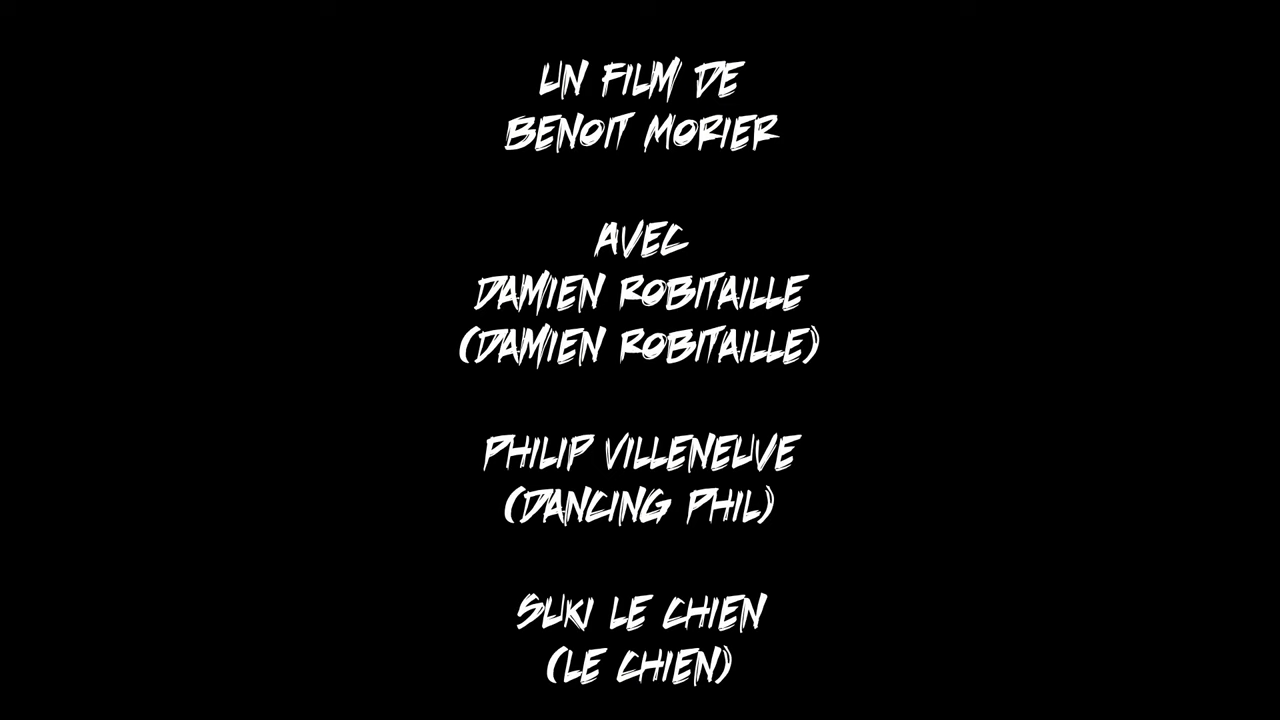 UN FILM DE
BENOIT MORIER
AVEC
DAMIEN ROBITAILLE
(DAMIEN ROBITAILLE)
PHILIP VILLENEUVE
(DANCING PHIL)
SUKI LE CHIEN
(LE CHIEN)